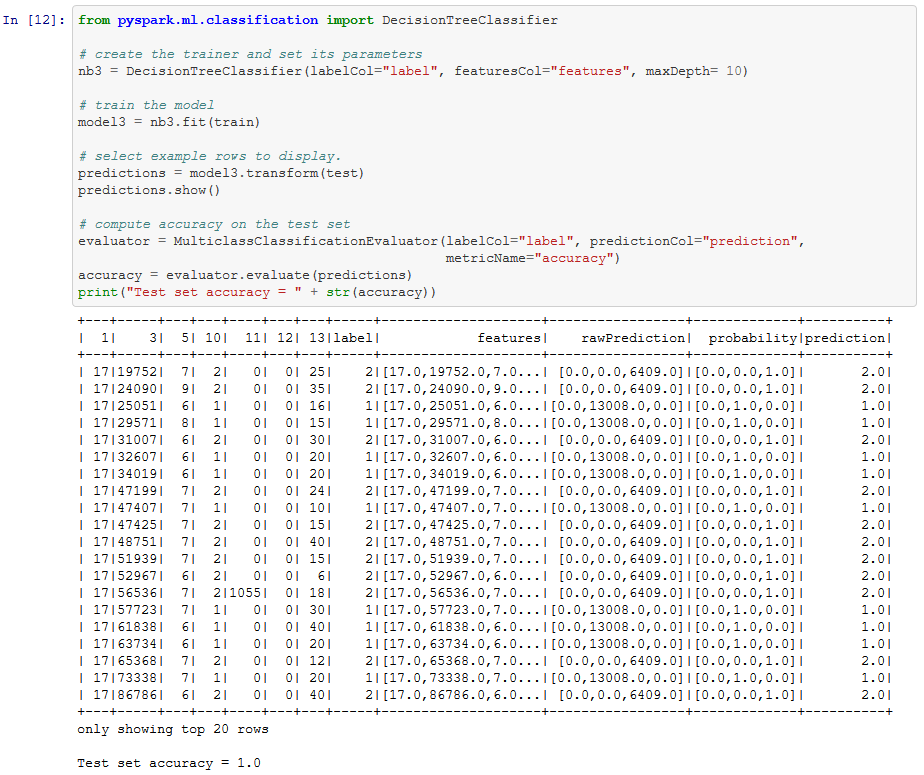 In [12]: from pyspark.ml.classification import DecisionTreeClassifier
# create the trainer and set its parameters
nb3 = DecisionTreeClassifier(labelCol="label", featuresCol="features", maxDepth= 10)
# train the model
model3 = nb3.fit(train)
# select example rows to display.
predictions = model3.transform(test)
predictions.show()
# compute accuracy on the test set
evaluator = MulticlassClassificationEvaluator(labelCol="label", predictionCol="prediction",
metricName="accuracy")
accuracy = evaluator.evaluate(predictions)
print("Test set accuracy = " + str(accuracy))
+---+-----+---+---+----+---+---+-----+--------------------+-----------------+-------------+----------+
|  1|    3|  5| 10|  11| 12| 13|label|            features|    rawPrediction|  probability|prediction|
+---+-----+---+---+----+---+---+-----+--------------------+-----------------+-------------+----------+
| 17|19752|  7|  2|   0|  0| 25|    2|[17.0,19752.0,7.0...| [0.0,0.0,6409.0]|[0.0,0.0,1.0]|       2.0|
| 17|24090|  9|  2|   0|  0| 35|    2|[17.0,24090.0,9.0...| [0.0,0.0,6409.0]|[0.0,0.0,1.0]|       2.0|
| 17|25051|  6|  1|   0|  0| 16|    1|[17.0,25051.0,6.0...|[0.0,13008.0,0.0]|[0.0,1.0,0.0]|       1.0|
| 17|29571|  8|  1|   0|  0| 15|    1|[17.0,29571.0,8.0...|[0.0,13008.0,0.0]|[0.0,1.0,0.0]|       1.0|
| 17|31007|  6|  2|   0|  0| 30|    2|[17.0,31007.0,6.0...| [0.0,0.0,6409.0]|[0.0,0.0,1.0]|       2.0|
| 17|32607|  6|  1|   0|  0| 20|    1|[17.0,32607.0,6.0...|[0.0,13008.0,0.0]|[0.0,1.0,0.0]|       1.0|
| 17|34019|  6|  1|   0|  0| 20|    1|[17.0,34019.0,6.0...|[0.0,13008.0,0.0]|[0.0,1.0,0.0]|       1.0|
| 17|47199|  7|  2|   0|  0| 24|    2|[17.0,47199.0,7.0...| [0.0,0.0,6409.0]|[0.0,0.0,1.0]|       2.0|
| 17|47407|  7|  1|   0|  0| 10|    1|[17.0,47407.0,7.0...|[0.0,13008.0,0.0]|[0.0,1.0,0.0]|       1.0|
| 17|47425|  7|  2|   0|  0| 15|    2|[17.0,47425.0,7.0...| [0.0,0.0,6409.0]|[0.0,0.0,1.0]|       2.0|
| 17|48751|  7|  2|   0|  0| 40|    2|[17.0,48751.0,7.0...| [0.0,0.0,6409.0]|[0.0,0.0,1.0]|       2.0|
| 17|51939|  7|  2|   0|  0| 15|    2|[17.0,51939.0,7.0...| [0.0,0.0,6409.0]|[0.0,0.0,1.0]|       2.0|
| 17|52967|  6|  2|   0|  0|  6|    2|[17.0,52967.0,6.0...| [0.0,0.0,6409.0]|[0.0,0.0,1.0]|       2.0|
| 17|56536|  7|  2|1055|  0| 18|    2|[17.0,56536.0,7.0...| [0.0,0.0,6409.0]|[0.0,0.0,1.0]|       2.0|
| 17|57723|  7|  1|   0|  0| 30|    1|[17.0,57723.0,7.0...|[0.0,13008.0,0.0]|[0.0,1.0,0.0]|       1.0|
| 17|61838|  6|  1|   0|  0| 40|    1|[17.0,61838.0,6.0...|[0.0,13008.0,0.0]|[0.0,1.0,0.0]|       1.0|
| 17|63734|  6|  1|   0|  0| 20|    1|[17.0,63734.0,6.0...|[0.0,13008.0,0.0]|[0.0,1.0,0.0]|       1.0|
| 17|65368|  7|  2|   0|  0| 12|    2|[17.0,65368.0,7.0...| [0.0,0.0,6409.0]|[0.0,0.0,1.0]|       2.0|
| 17|73338|  7|  1|   0|  0| 20|    1|[17.0,73338.0,7.0...|[0.0,13008.0,0.0]|[0.0,1.0,0.0]|       1.0|
| 17|86786|  6|  2|   0|  0| 40|    2|[17.0,86786.0,6.0...| [0.0,0.0,6409.0]|[0.0,0.0,1.0]|       2.0|
+---+-----+---+---+----+---+---+-----+--------------------+-----------------+-------------+----------+
only showing top 20 rows
Test set accuracy = 1.0